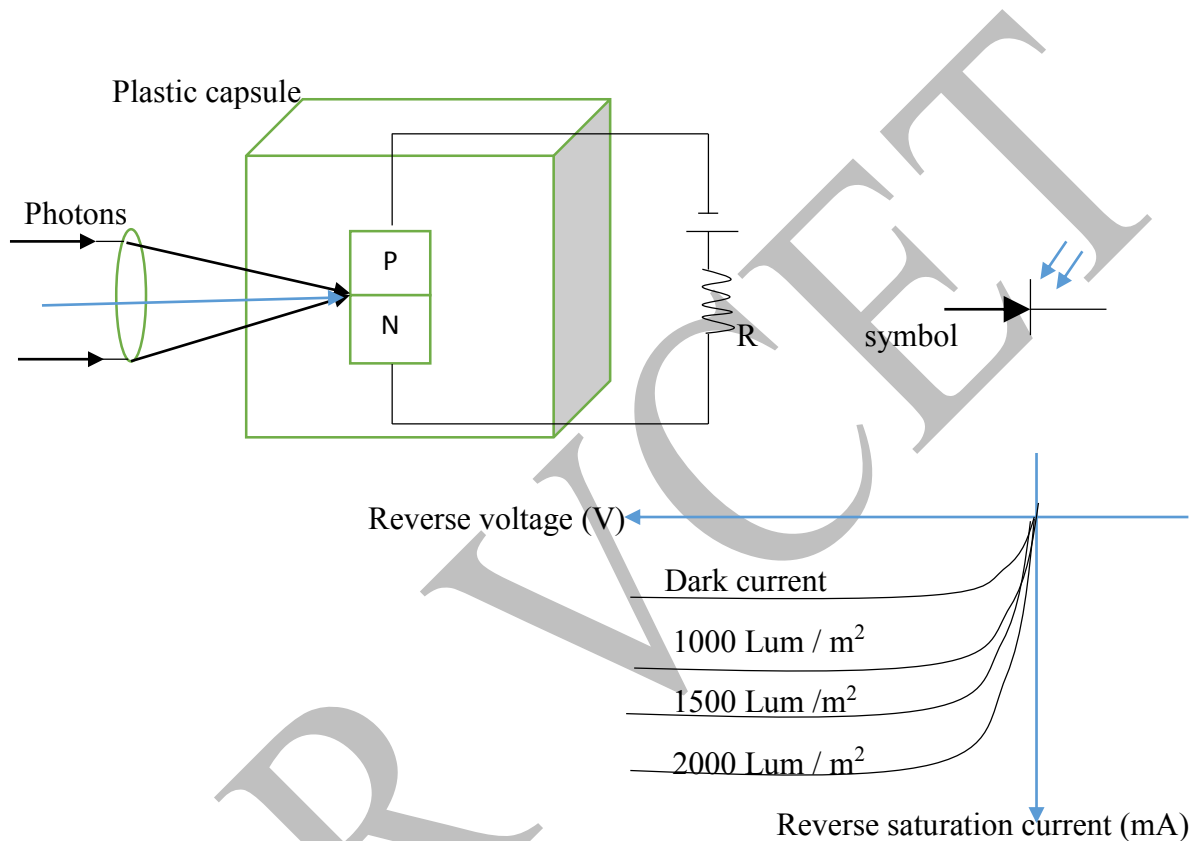 Plastic capsule
Photons
P
N
R
symbol
Reverse voltage (V)
Dark current
1000 Lum / m²
1500 Lum /m²
2000 Lum / m²
Reverse saturation current (mA)
R VCET